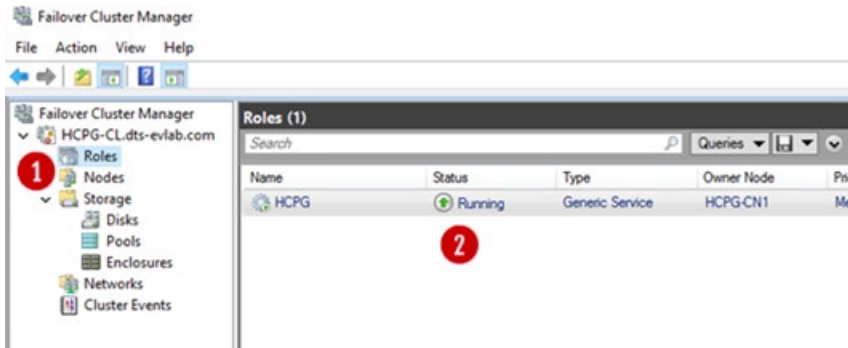 Failover Cluster Manager
File Action View Help
Failover Cluster Manager
HCPG-CL.dts-evlab.com
Roles
Nodes
Storage
Disks
Pools
Enclosures
Networks
Cluster Events
1
Roles (1)
Search Queries
Name Status Type Owner Node Pri
HCPG Running Generic Service HCPG-CN1 Me
2